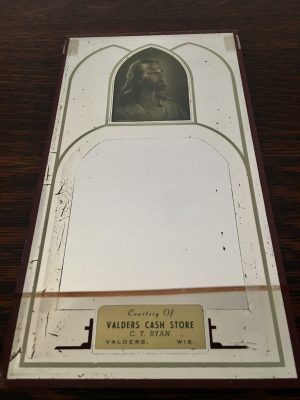 Courtesy Of
VALDERS CASH STORE
C. T. RYAN
VALDERS, WIS.